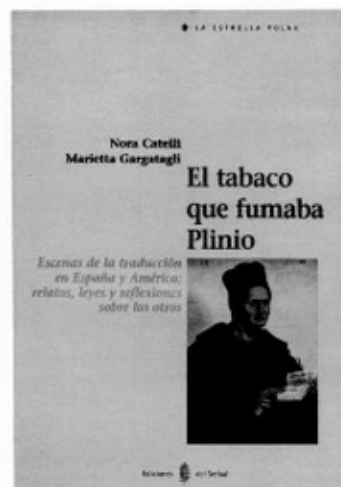 LA ESTRELLA POLAR
Nora Catelli
Marietta Gargatagli
El tabaco
que fumaba
Plinio
Escenas de la traducción
en España y América:
relatos, leyes y reflexiones
sobre los otros
Ediciones del Serbal